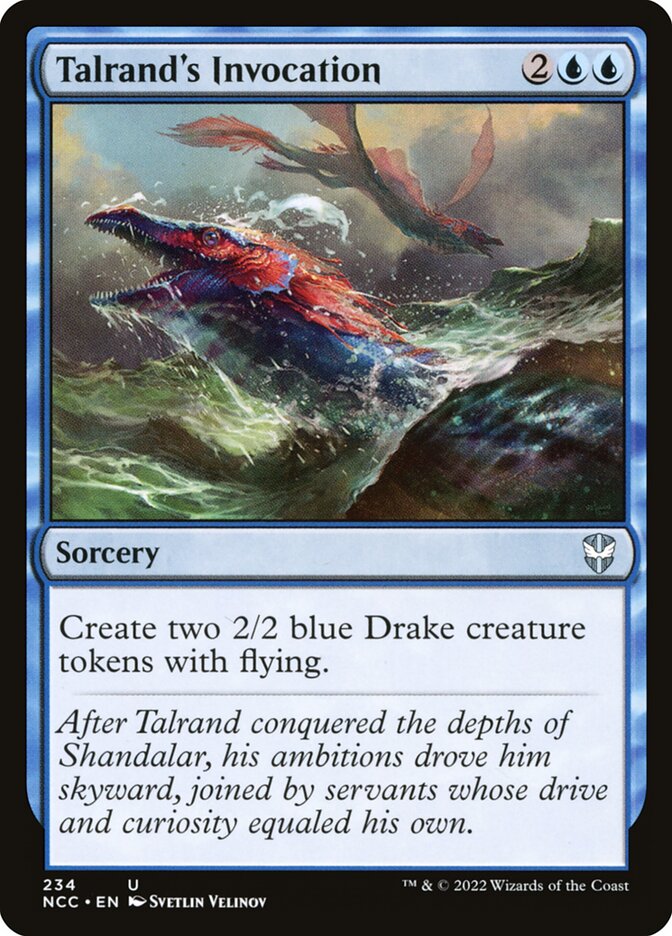 Talrand's Invocation 2
Sorcery
Create two 2/2 blue Drake creature
tokens with flying.
After Talrand conquered the depths of
Shandalar, his ambitions drove him
skyward, joined by servants whose drive
and curiosity equaled his own.
234 U ™ & © 2022 Wizards of the Coast
NCC • EN Svetlin Velinov